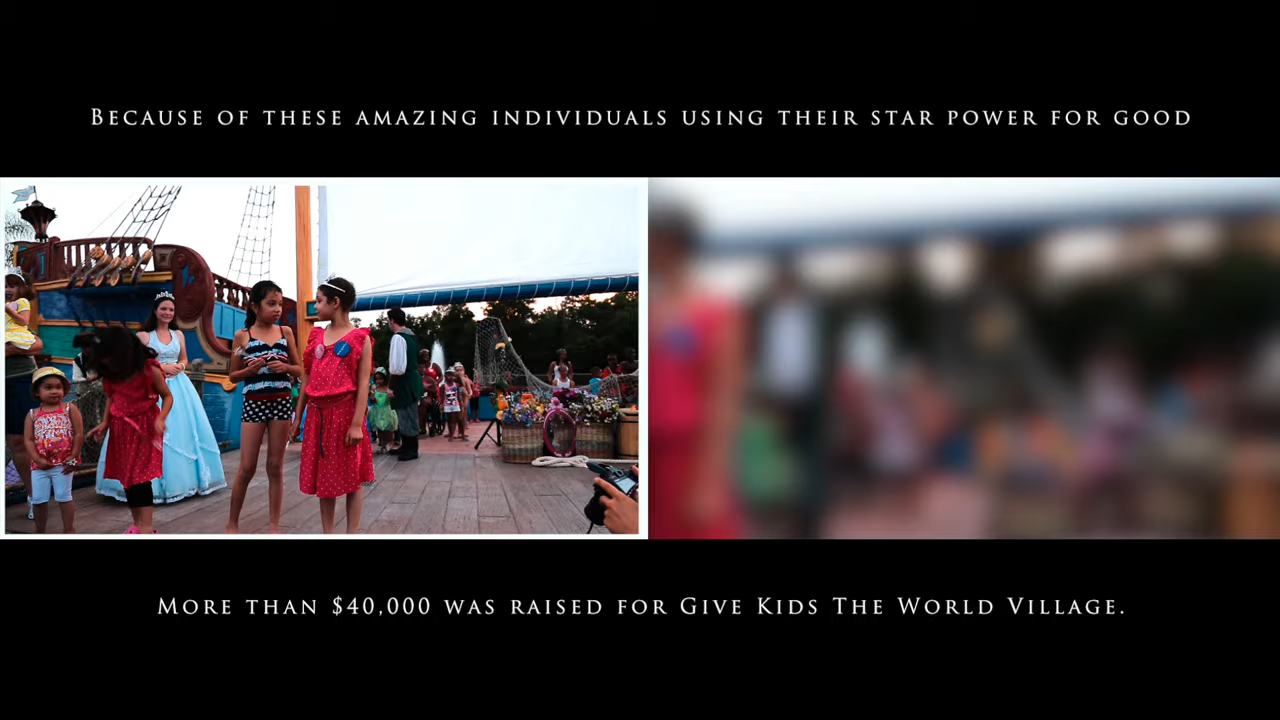 Because of these amazing individuals using their star power for good
More than $40,000 was raised for Give Kids The World Village.